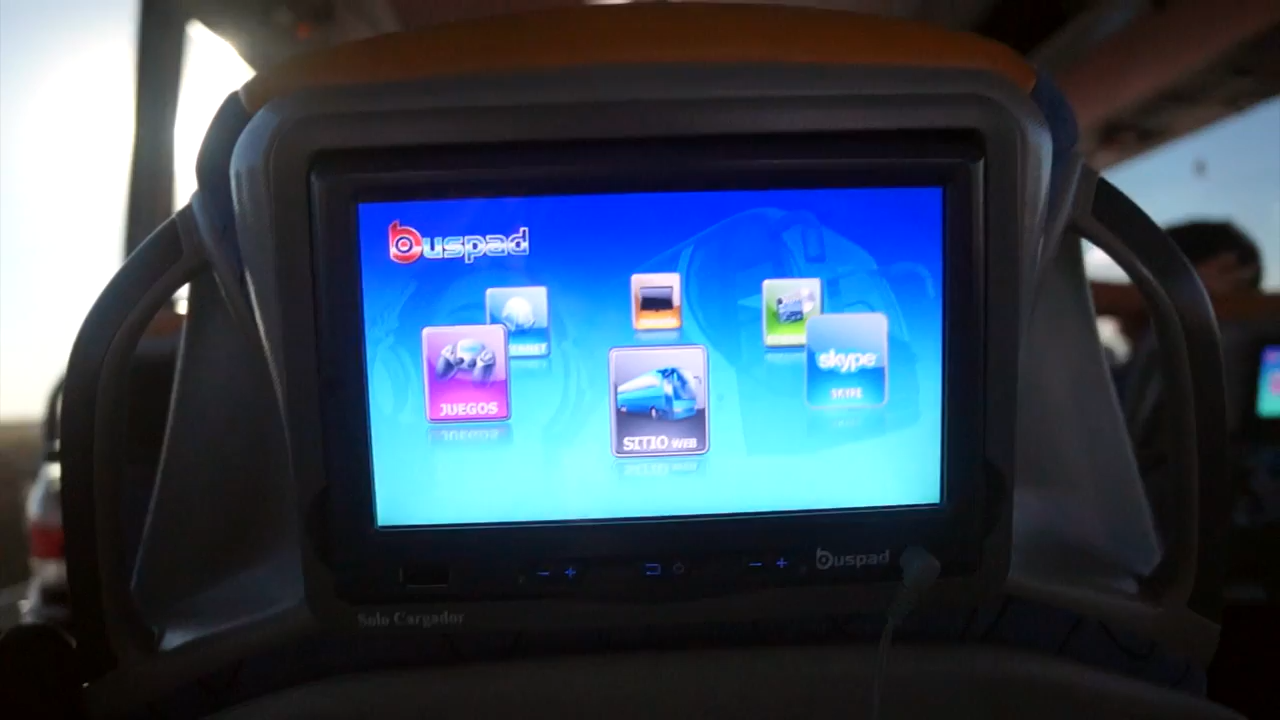 buspad
JUEGOS
SITIO WEB
skype
SKYPE
buspad
Solo Cargador